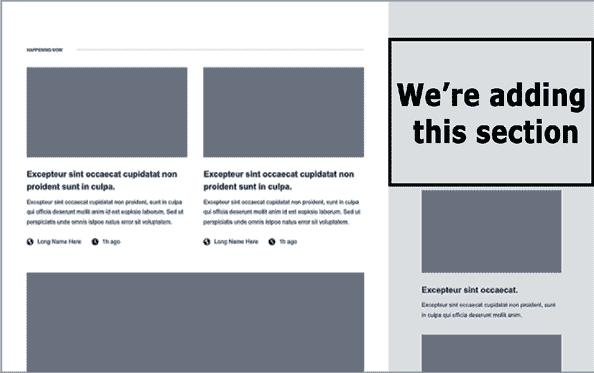 HAPPENING NOW
Excepteur sint occaecat cupidatat non
proident sunt in culpa.
Excepteur sint occaecat cupidatat non proident, sunt in culpa
qui officia deserunt mollit anim id est expisio laborum. Sed ut
perspiciatis unde omnis istpoe natus error sit voluptatem.
Long Name Here 1h ago
Excepteur sint occaecat cupidatat non
proident sunt in culpa.
Excepteur sint occaecat cupidatat non proident, sunt in culpa
qui officia deserunt mollit anim id est expisio laborum. Sed ut
perspiciatis unde omnis istpoe natus error sit voluptatem.
Long Name Here 1h ago
We’re adding
this section
Excepteur sint occaecat.
Excepteur sint occaecat cupidatat non proident, sunt
in culpa qui officia deserunt mollit anim.